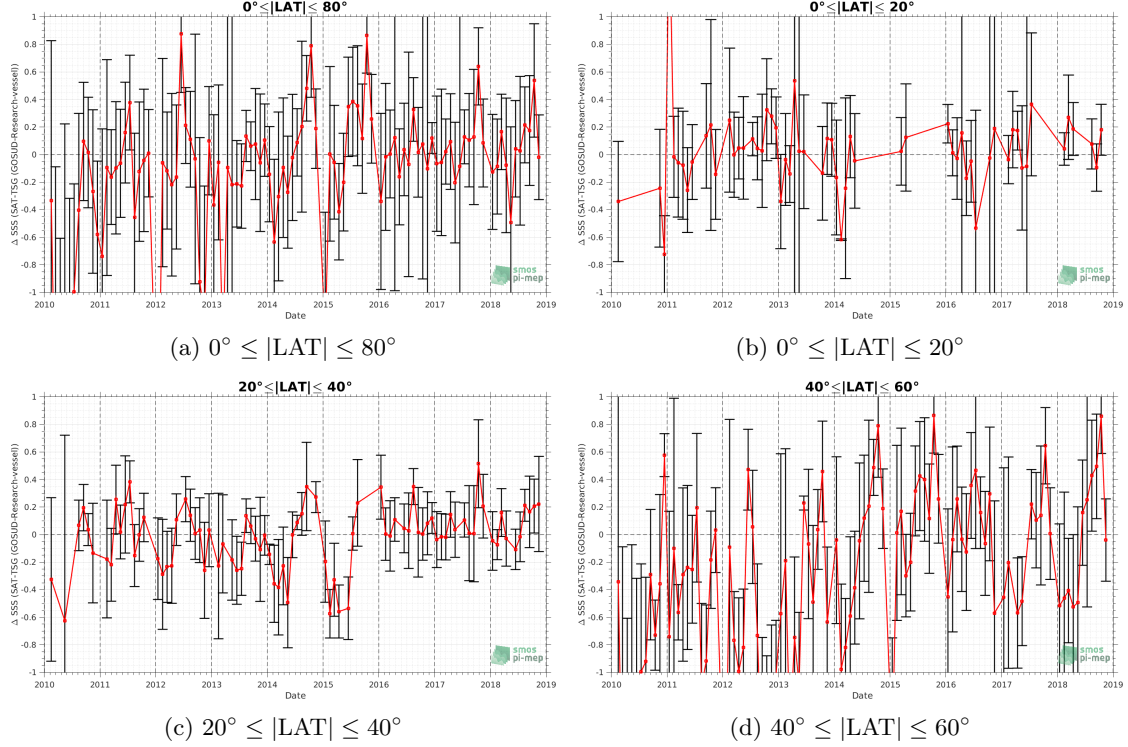 0°≤|LAT|≤ 80°
Δ SSS (SAT-TSG (GOSUD-Research-vessel))
1
0.8
0.6
0.4
0.2
0
-0.2
-0.4
-0.6
-0.8
-1
2010 2011 2012 2013 2014 2015 2016 2017 2018 2019
Date
smos
pi-mep
(a) 0° ≤ |LAT| ≤ 80°
0°≤|LAT|≤ 20°
Δ SSS (SAT-TSG (GOSUD-Research-vessel))
1
0.8
0.6
0.4
0.2
0
-0.2
-0.4
-0.6
-0.8
-1
2010 2011 2012 2013 2014 2015 2016 2017 2018 2019
Date
smos
pi-mep
(b) 0° ≤ |LAT| ≤ 20°
20°≤|LAT|≤ 40°
Δ SSS (SAT-TSG (GOSUD-Research-vessel))
1
0.8
0.6
0.4
0.2
0
-0.2
-0.4
-0.6
-0.8
-1
2010 2011 2012 2013 2014 2015 2016 2017 2018 2019
Date
smos
pi-mep
(c) 20° ≤ |LAT| ≤ 40°
40°≤|LAT|≤ 60°
Δ SSS (SAT-TSG (GOSUD-Research-vessel))
1
0.8
0.6
0.4
0.2
0
-0.2
-0.4
-0.6
-0.8
-1
2010 2011 2012 2013 2014 2015 2016 2017 2018 2019
Date
smos
pi-mep
(d) 40° ≤ |LAT| ≤ 60°